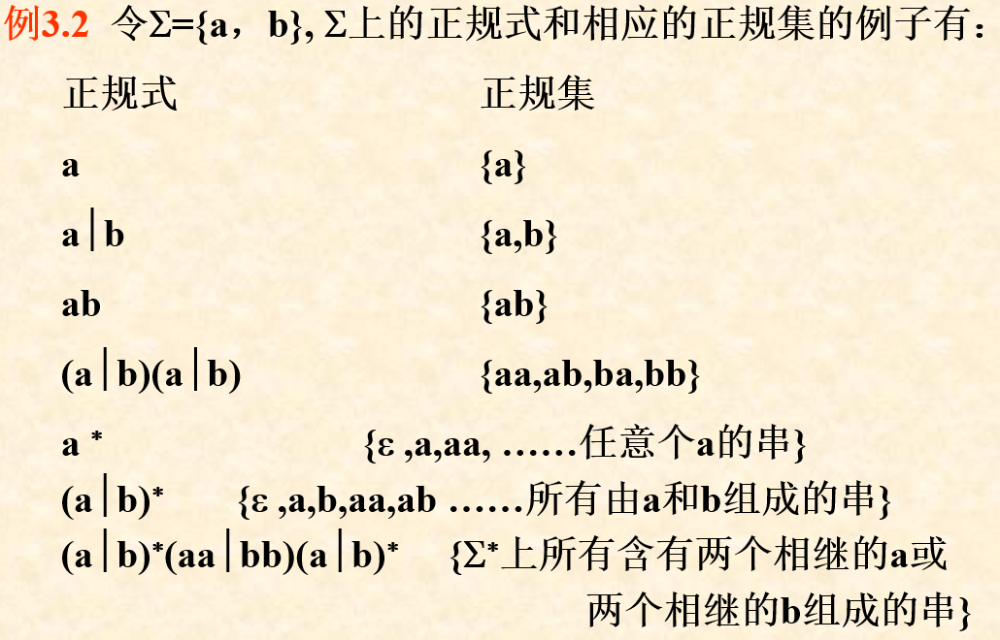 例3.2 令Σ={a，b}, Σ上的正规式和相应的正规集的例子有：
正规式 正规集
a {a}
a│b {a,b}
ab {ab}
(a│b)(a│b) {aa,ab,ba,bb}
a * {ε ,a,aa, ……任意个a的串}
(a│b)* {ε ,a,b,aa,ab ……所有由a和b组成的串}
(a│b)*(aa│bb)(a│b)* {Σ*上所有含有两个相继的a或
两个相继的b组成的串}